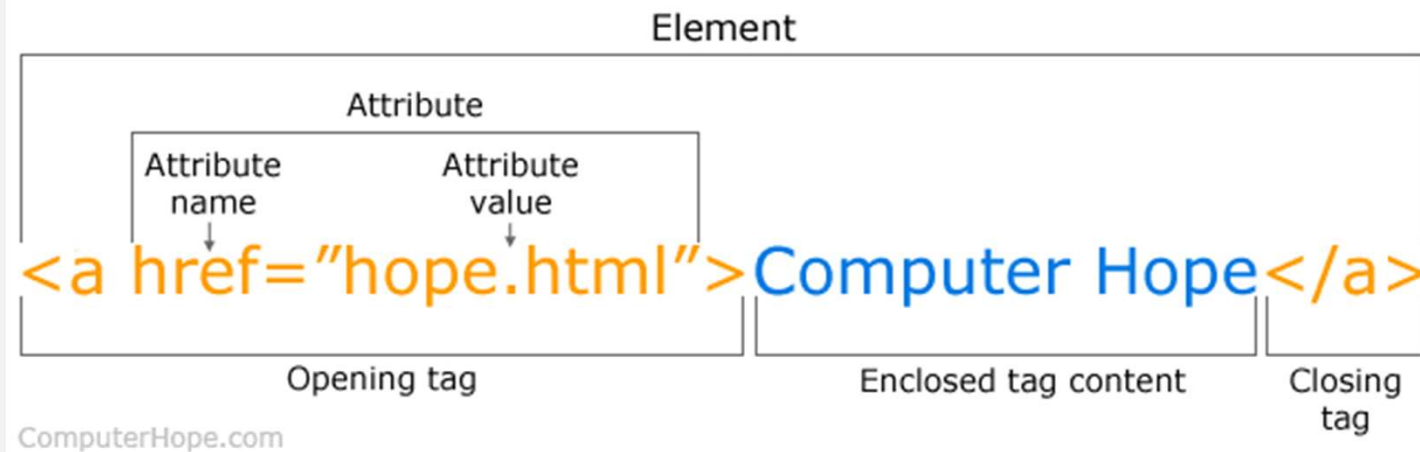 Element
Attribute
Attribute name
Attribute value
<a href=”hope.html”>Computer Hope</a>
Opening tag
Enclosed tag content
Closing tag
ComputerHope.com